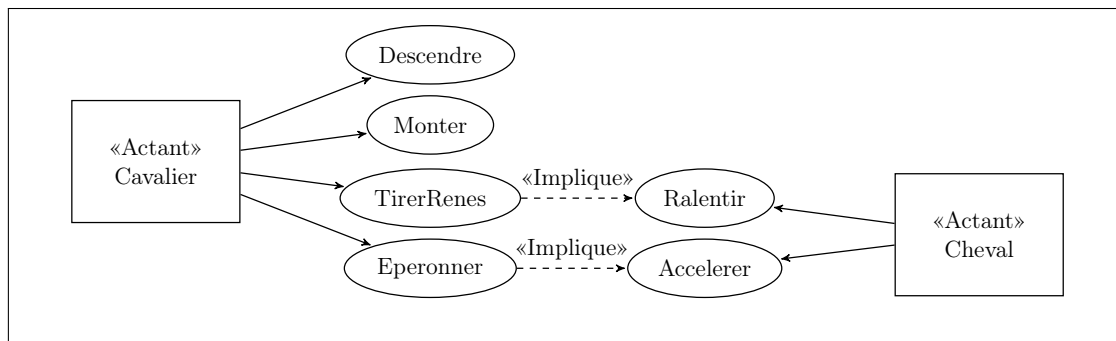 Descendre
«Actant»
Cavalier
Monter
TirerRenes
«Implique»
Ralentir
Eperonner
«Implique»
Accelerer
«Actant»
Cheval